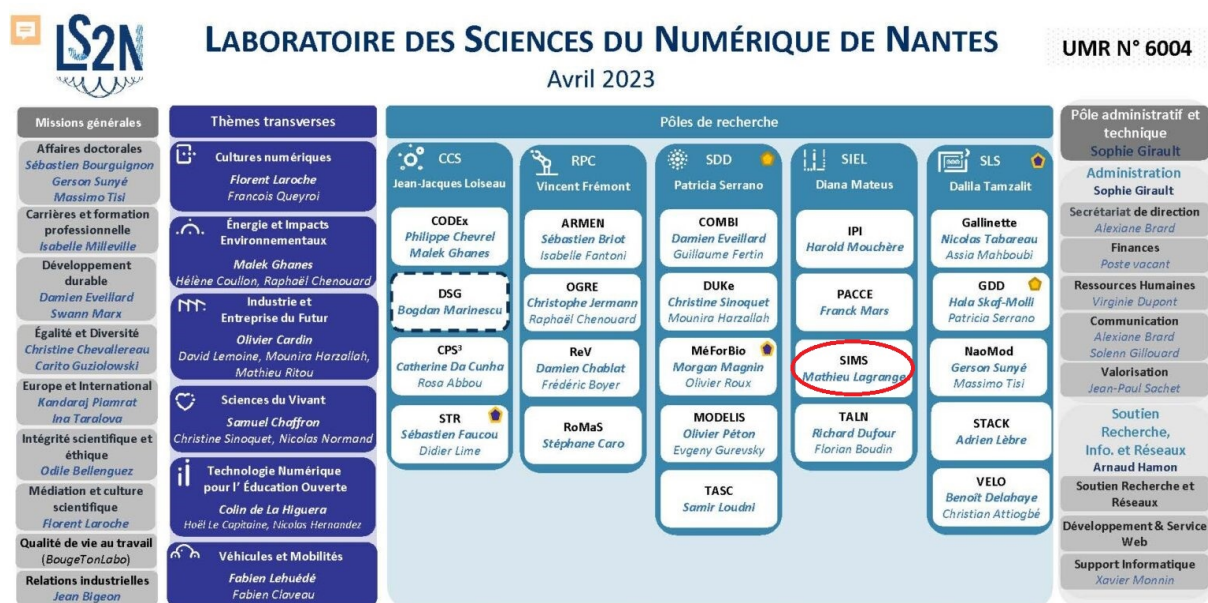 LS2N
LABORATOIRE DES SCIENCES DU NUMÉRIQUE DE NANTES
Avril 2023
UMR N° 6004
Missions générales
Affaires doctorales
Sébastien Bourguignon
Gerson Sunyé
Massimo Tisi
Carrières et formation
professionnelle
Isabelle Milleville
Développement
durable
Damien Eveillard
Swann Marx
Égalité et Diversité
Christine Chevallereau
Carito Guziolowski
Europe et International
Kandaraj Piamrat
Ina Taralova
Intégrité scientifique et
éthique
Odile Bellenguez
Médiation et culture
scientifique
Florent Laroche
Qualité de vie au travail
(BougeTonLabo)
Relations industrielles
Jean Bigeon
Thèmes transverses
Cultures numériques
Florent Laroche
Francois Queyroi
Énergie et Impacts
Environnementaux
Malek Ghanes
Hélène Coullon, Raphaël Chenouard
Industrie et
Entreprise du Futur
Olivier Cardin
David Lemoine, Mounira Harzallah,
Mathieu Ritou
Sciences du Vivant
Samuel Chaffron
Christine Sinoquet, Nicolas Normand
Technologie Numérique
pour l' Éducation Ouverte
Colin de La Higuera
Hoël Le Capitaine, Nicolas Hernandez
Véhicules et Mobilités
Fabien Lehuédé
Fabien Claveau
Pôles de recherche
CCS
Jean-Jacques Loiseau
CODEx
Philippe Chevrel
Malek Ghanes
DSG
Bogdan Marinescu
CPS³
Catherine Da Cunha
Rosa Abbou
STR
Sébastien Faucou
Didier Lime
RPC
Vincent Frémont
ARMEN
Sébastien Briot
Isabelle Fantoni
OGRE
Christophe Jermann
Raphaël Chenouard
ReV
Damien Chablat
Frédéric Boyer
RoMaS
Stéphane Caro
SDD
Patricia Serrano
COMBI
Damien Eveillard
Guillaume Fertin
DUKe
Christine Sinoquet
Mounira Harzallah
MéForBio
Morgan Magnin
Olivier Roux
MODELIS
Olivier Péton
Evgeny Gurevsky
TASC
Samir Loudni
SIEL
Diana Mateus
IPI
Harold Mouchère
PACCE
Franck Mars
SIMS
Mathieu Lagrange
TALN
Richard Dufour
Florian Boudin
SLS
Dalila Tamzalit
Gallinette
Nicolas Tabareau
Assia Mahboubi
GDD
Hala Skaf-Molli
Patricia Serrano
NaoMod
Gerson Sunyé
Massimo Tisi
STACK
Adrien Lèbre
VELO
Benoît Delahaye
Christian Attiogbé
Pôle administratif et
technique
Sophie Girault
Administration
Sophie Girault
Secrétariat de direction
Alexiane Brard
Finances
Poste vacant
Ressources Humaines
Virginie Dupont
Communication
Alexiane Brard
Solenn Gillouard
Valorisation
Jean-Paul Sachet
Soutien
Recherche,
Info. et Réseaux
Arnaud Hamon
Soutien Recherche et
Réseaux
Développement & Service
Web
Support Informatique
Xavier Monnin